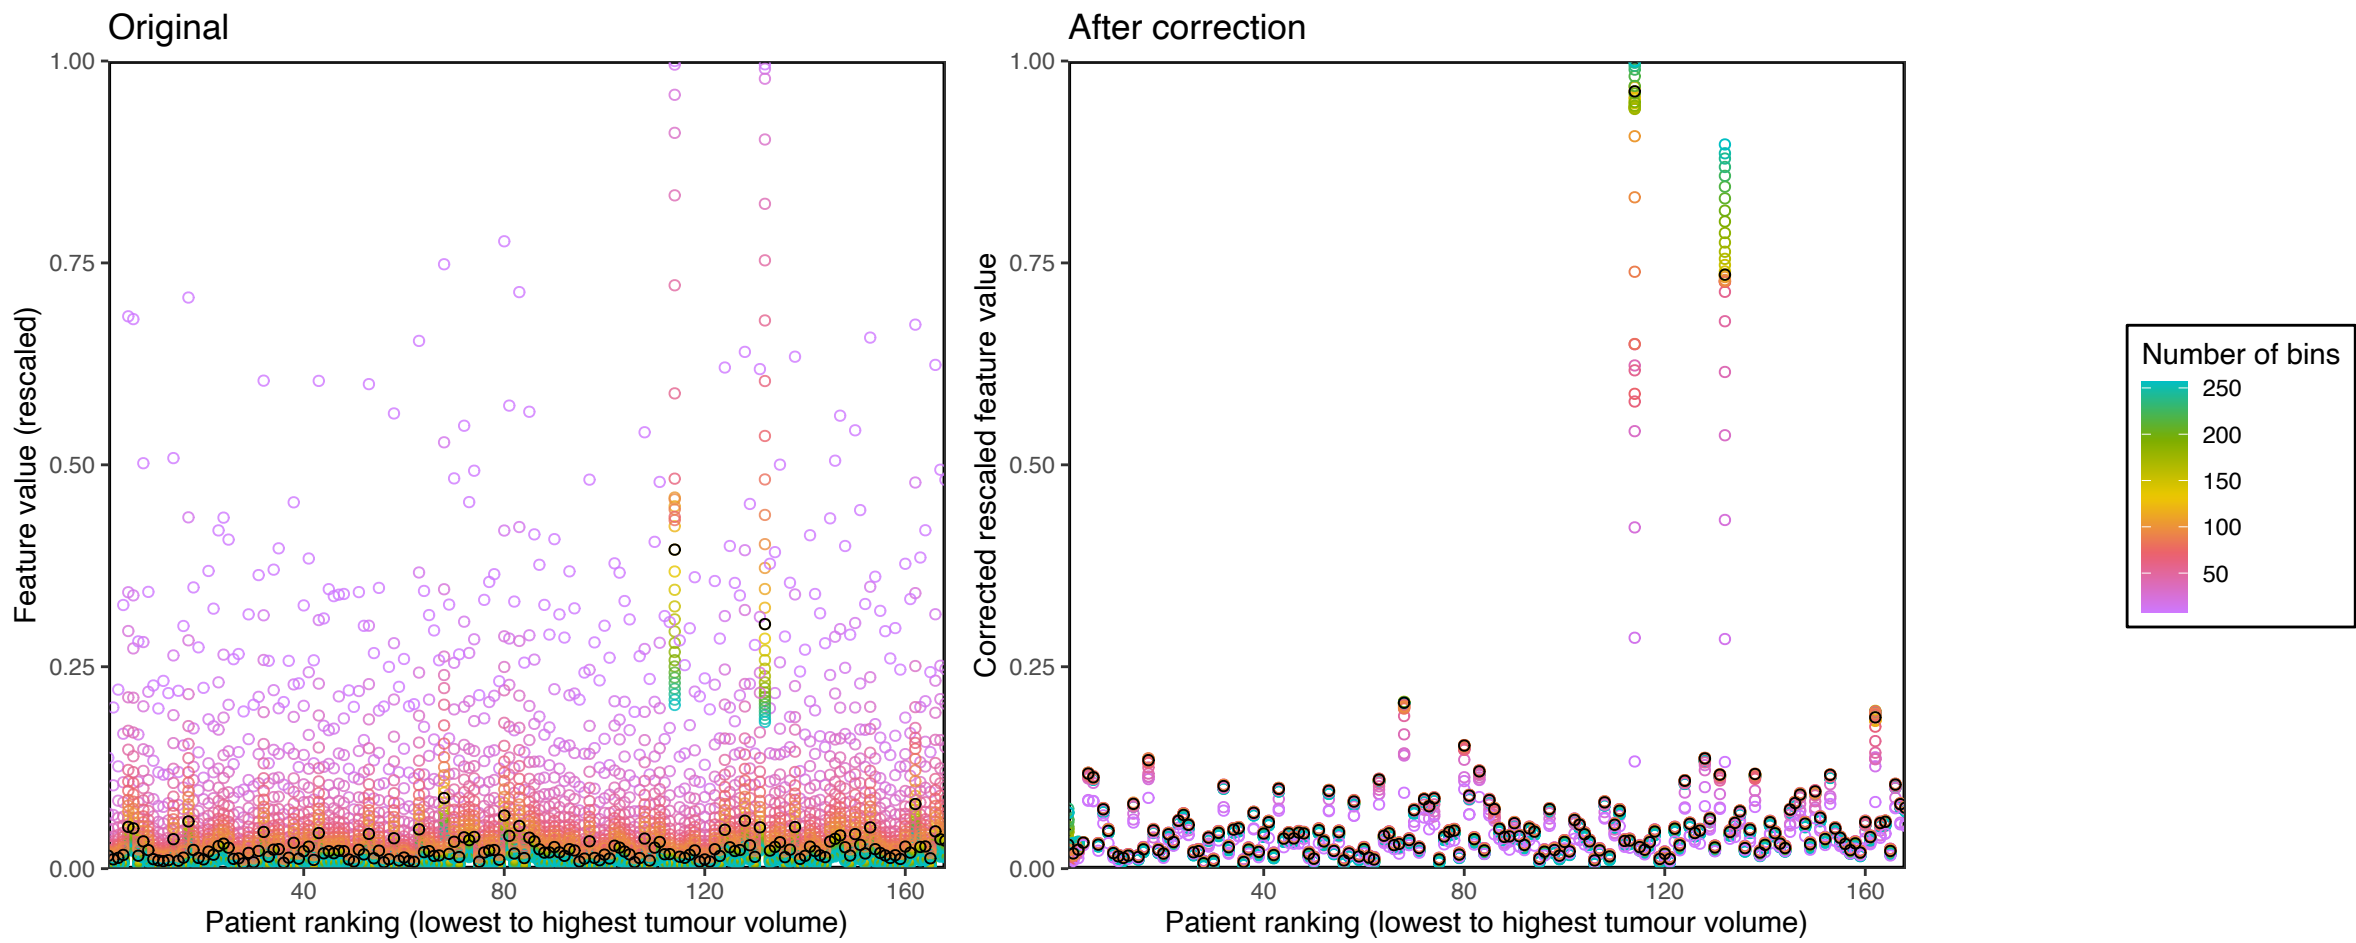 Original
1.00
0.75
0.50
0.25
0.00
Feature value (rescaled)
40 80 120 160
Patient ranking (lowest to highest tumour volume)
After correction
1.00
0.75
0.50
0.25
0.00
Corrected rescaled feature value
40 80 120 160
Patient ranking (lowest to highest tumour volume)
Number of bins
250
200
150
100
50